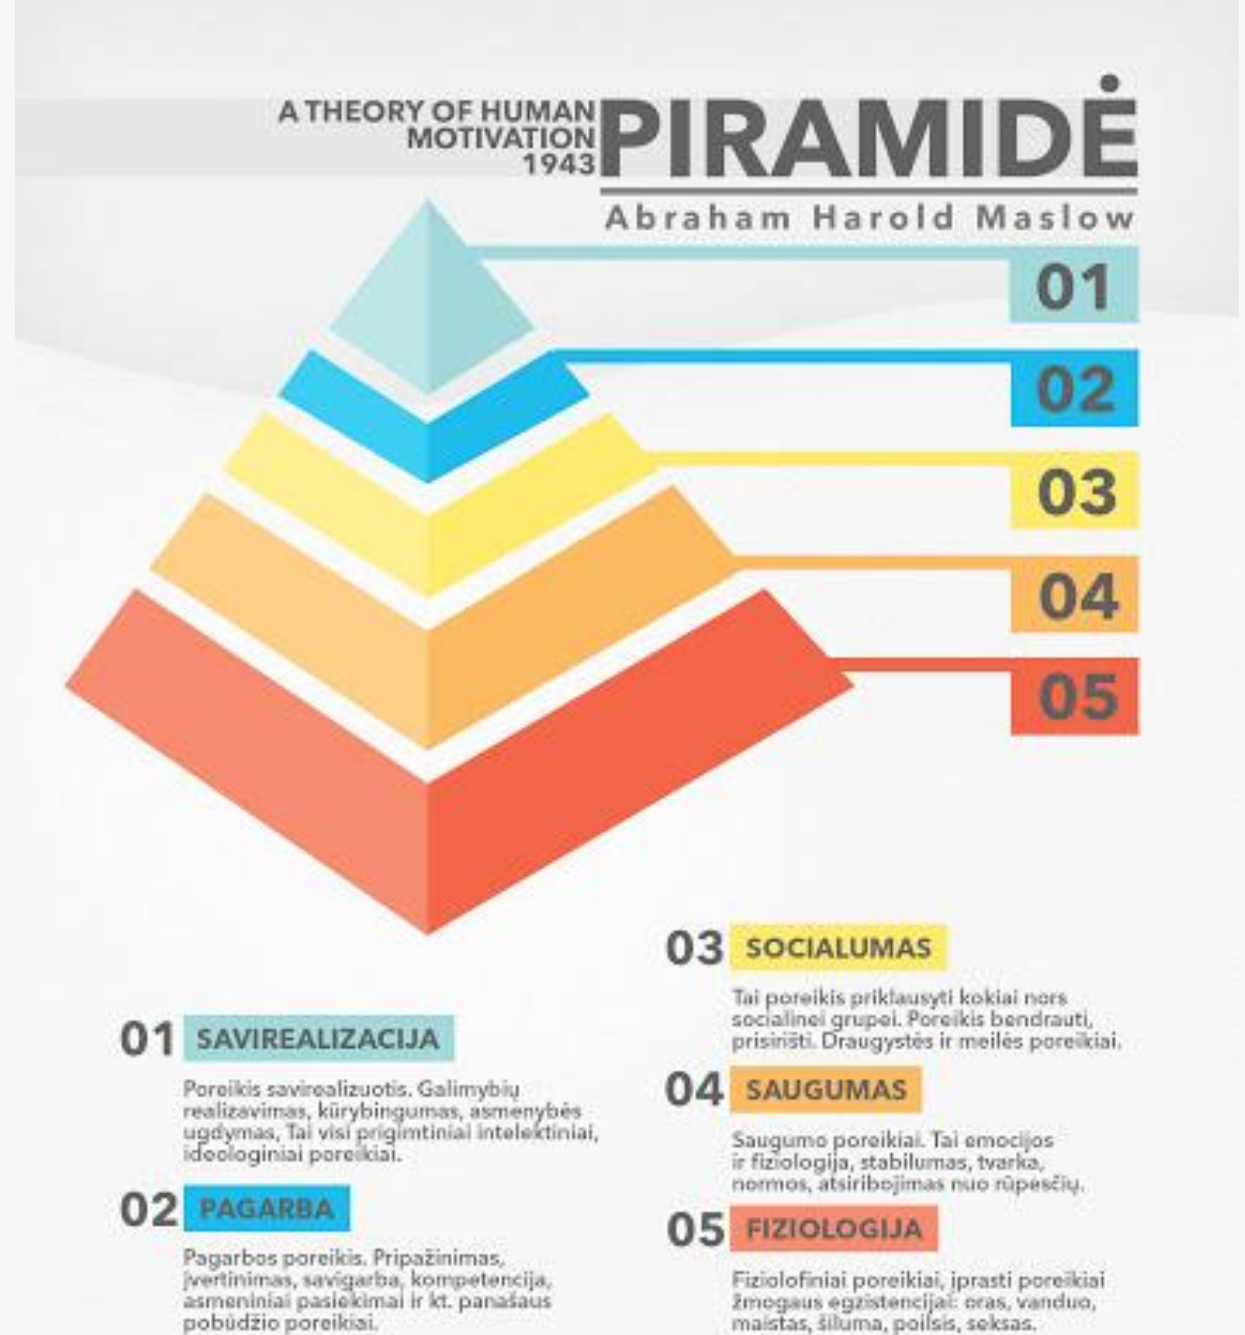 A THEORY OF HUMAN
MOTIVATION
1943
PIRAMIDĖ
Abraham Harold Maslow
01
02
03
04
05
01 SAVIREALIZACIJA
Poreikis savirealizuotis. Galimybių
realizavimas, kūrybingumas, asmenybės
ugdymas, Tai visi prigimtiniai intelektiniai,
ideologiniai poreikiai.
02 PAGARBA
Pagarbos poreikis. Pripažinimas,
įvertinimas, savigarba, kompetencija,
asmeniniai pasiekimai ir kt. panašaus
pobūdžio poreikiai.
03 SOCIALUMAS
Tai poreikis priklausyti kokiai nors
socialinei grupei. Poreikis bendrauti,
prisirišti. Draugystės ir meilės poreikiai.
04 SAUGUMAS
Saugumo poreikiai. Tai emocijos
ir fiziologija, stabilumas, tvarka,
normos, atsiribojimas nuo rūpesčių.
05 FIZIOLOGIJA
Fiziolofiniai poreikiai, įprasti poreikiai
žmogaus egzistencijai: oras, vanduo,
maistas, šiluma, poilsis, seksas.